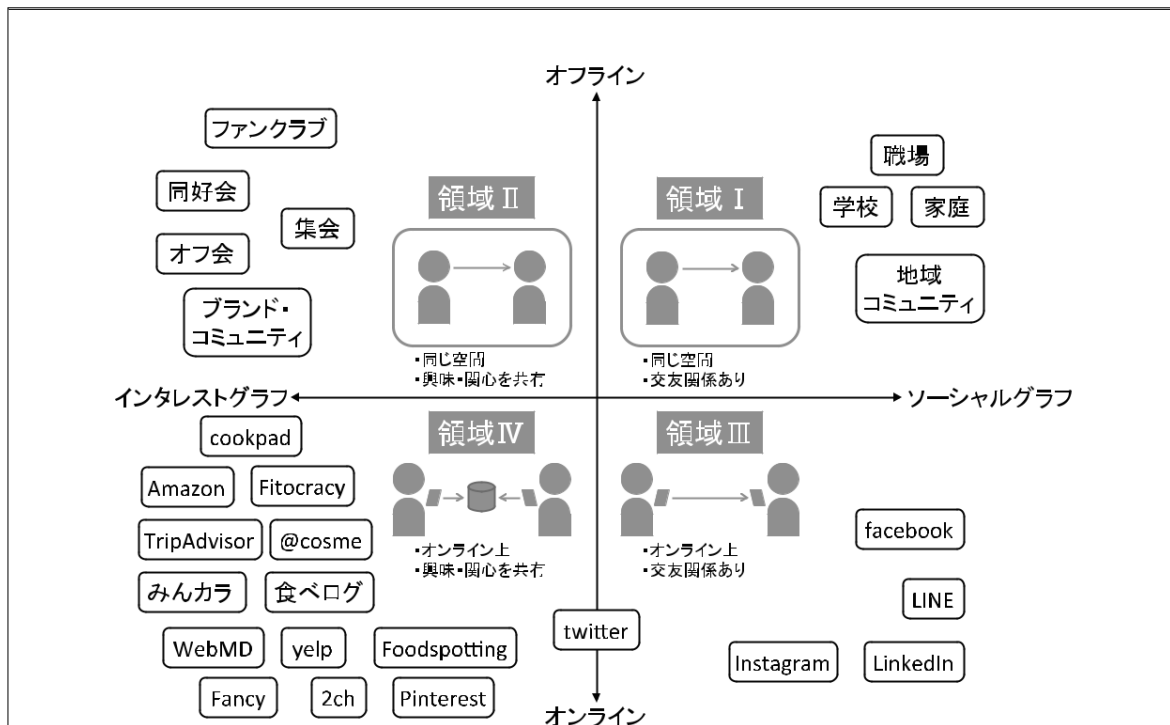 オフライン
ファンクラブ
同好会
集会
オフ会
ブランド・
コミュニティ
領域Ⅱ
・同じ空間
・興味・関心を共有
領域Ⅰ
・同じ空間
・交友関係あり
職場
学校
家庭
地域
コミュニティ
インタレストグラフ
ソーシャルグラフ
cookpad
Amazon
Fitocracy
TripAdvisor
@cosme
みんカラ
食べログ
WebMD
yelp
Foodspotting
Fancy
2ch
Pinterest
領域Ⅳ
・オンライン上
・興味・関心を共有
領域Ⅲ
・オンライン上
・交友関係あり
twitter
facebook
LINE
Instagram
LinkedIn
オンライン